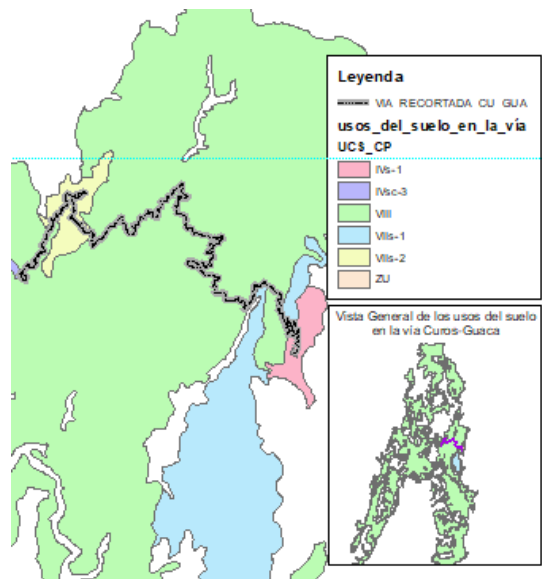 Leyenda
VIA RECORTADA CU GUA
usos_del_suelo_en_la_vía
UCS_CP
IVs-1
IVsc-3
VIII
VIIs-1
VIIs-2
ZU
Vista General de los usos del suelo
en la vía Curos-Guaca